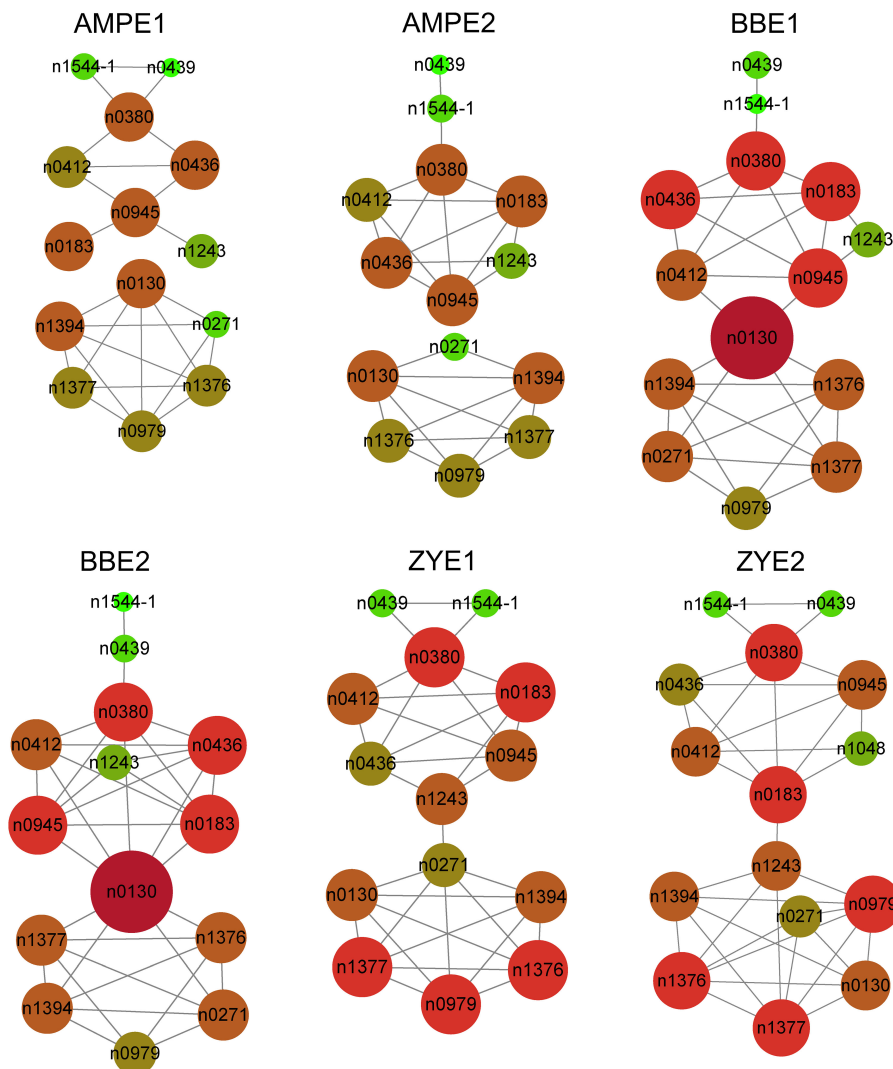 AMPE1
n1544-1
n0439
n0380
n0412
n0436
n0945
n0183
n1243
n0130
n1394
n0271
n1377
n1376
n0979
AMPE2
n0439
n1544-1
n0380
n0412
n0183
n0436
n1243
n0945
n0271
n0130
n1394
n1376
n1377
n0979
BBE1
n0439
n1544-1
n0380
n0436
n0183
n1243
n0412
n0945
n0130
n1394
n1376
n0271
n1377
n0979
BBE2
n1544-1
n0439
n0380
n0412
n0436
n1243
n0945
n0183
n0130
n1377
n1376
n1394
n0271
n0979
ZYE1
n0439
n1544-1
n0380
n0183
n0412
n0945
n0436
n1243
n0271
n0130
n1394
n1377
n1376
n0979
ZYE2
n1544-1
n0439
n0380
n0436
n0945
n0412
n1048
n0183
n1243
n1394
n0979
n0271
n1376
n0130
n1377